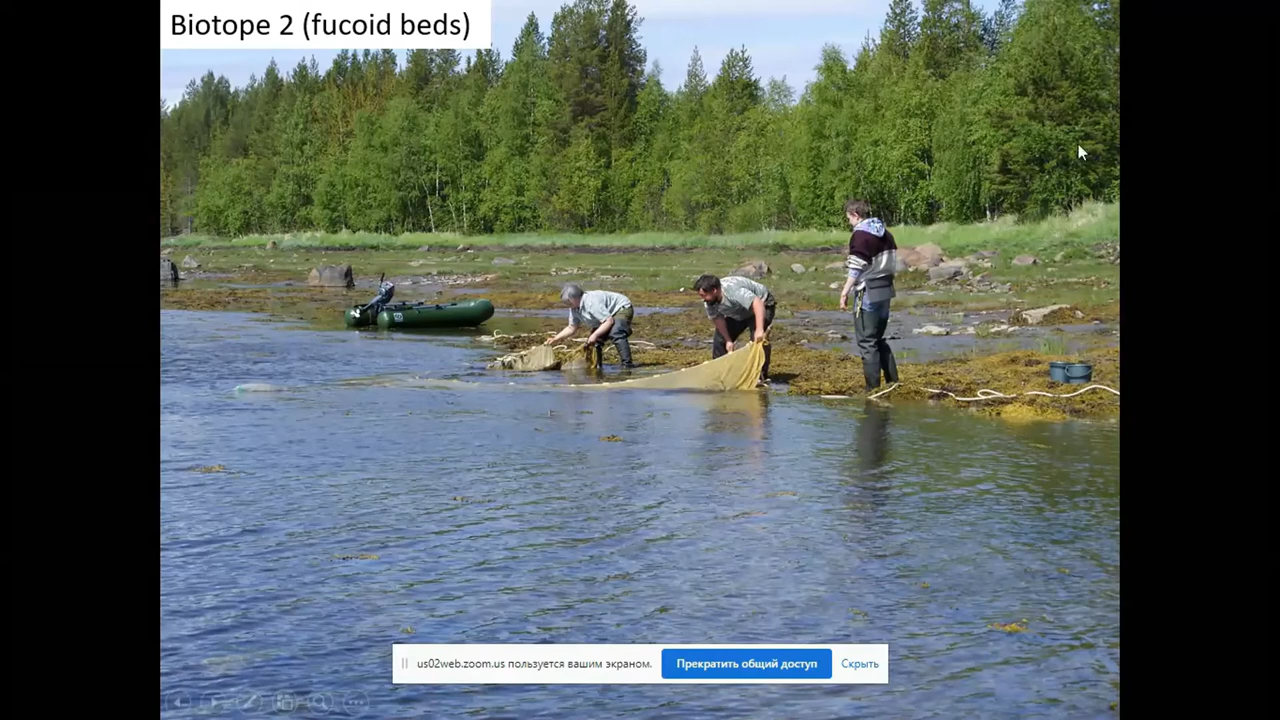 Biotope 2 (fucoid beds)
us02web.zoom.us пользуется вашим экраном. Прекратить общий доступ Скрыть